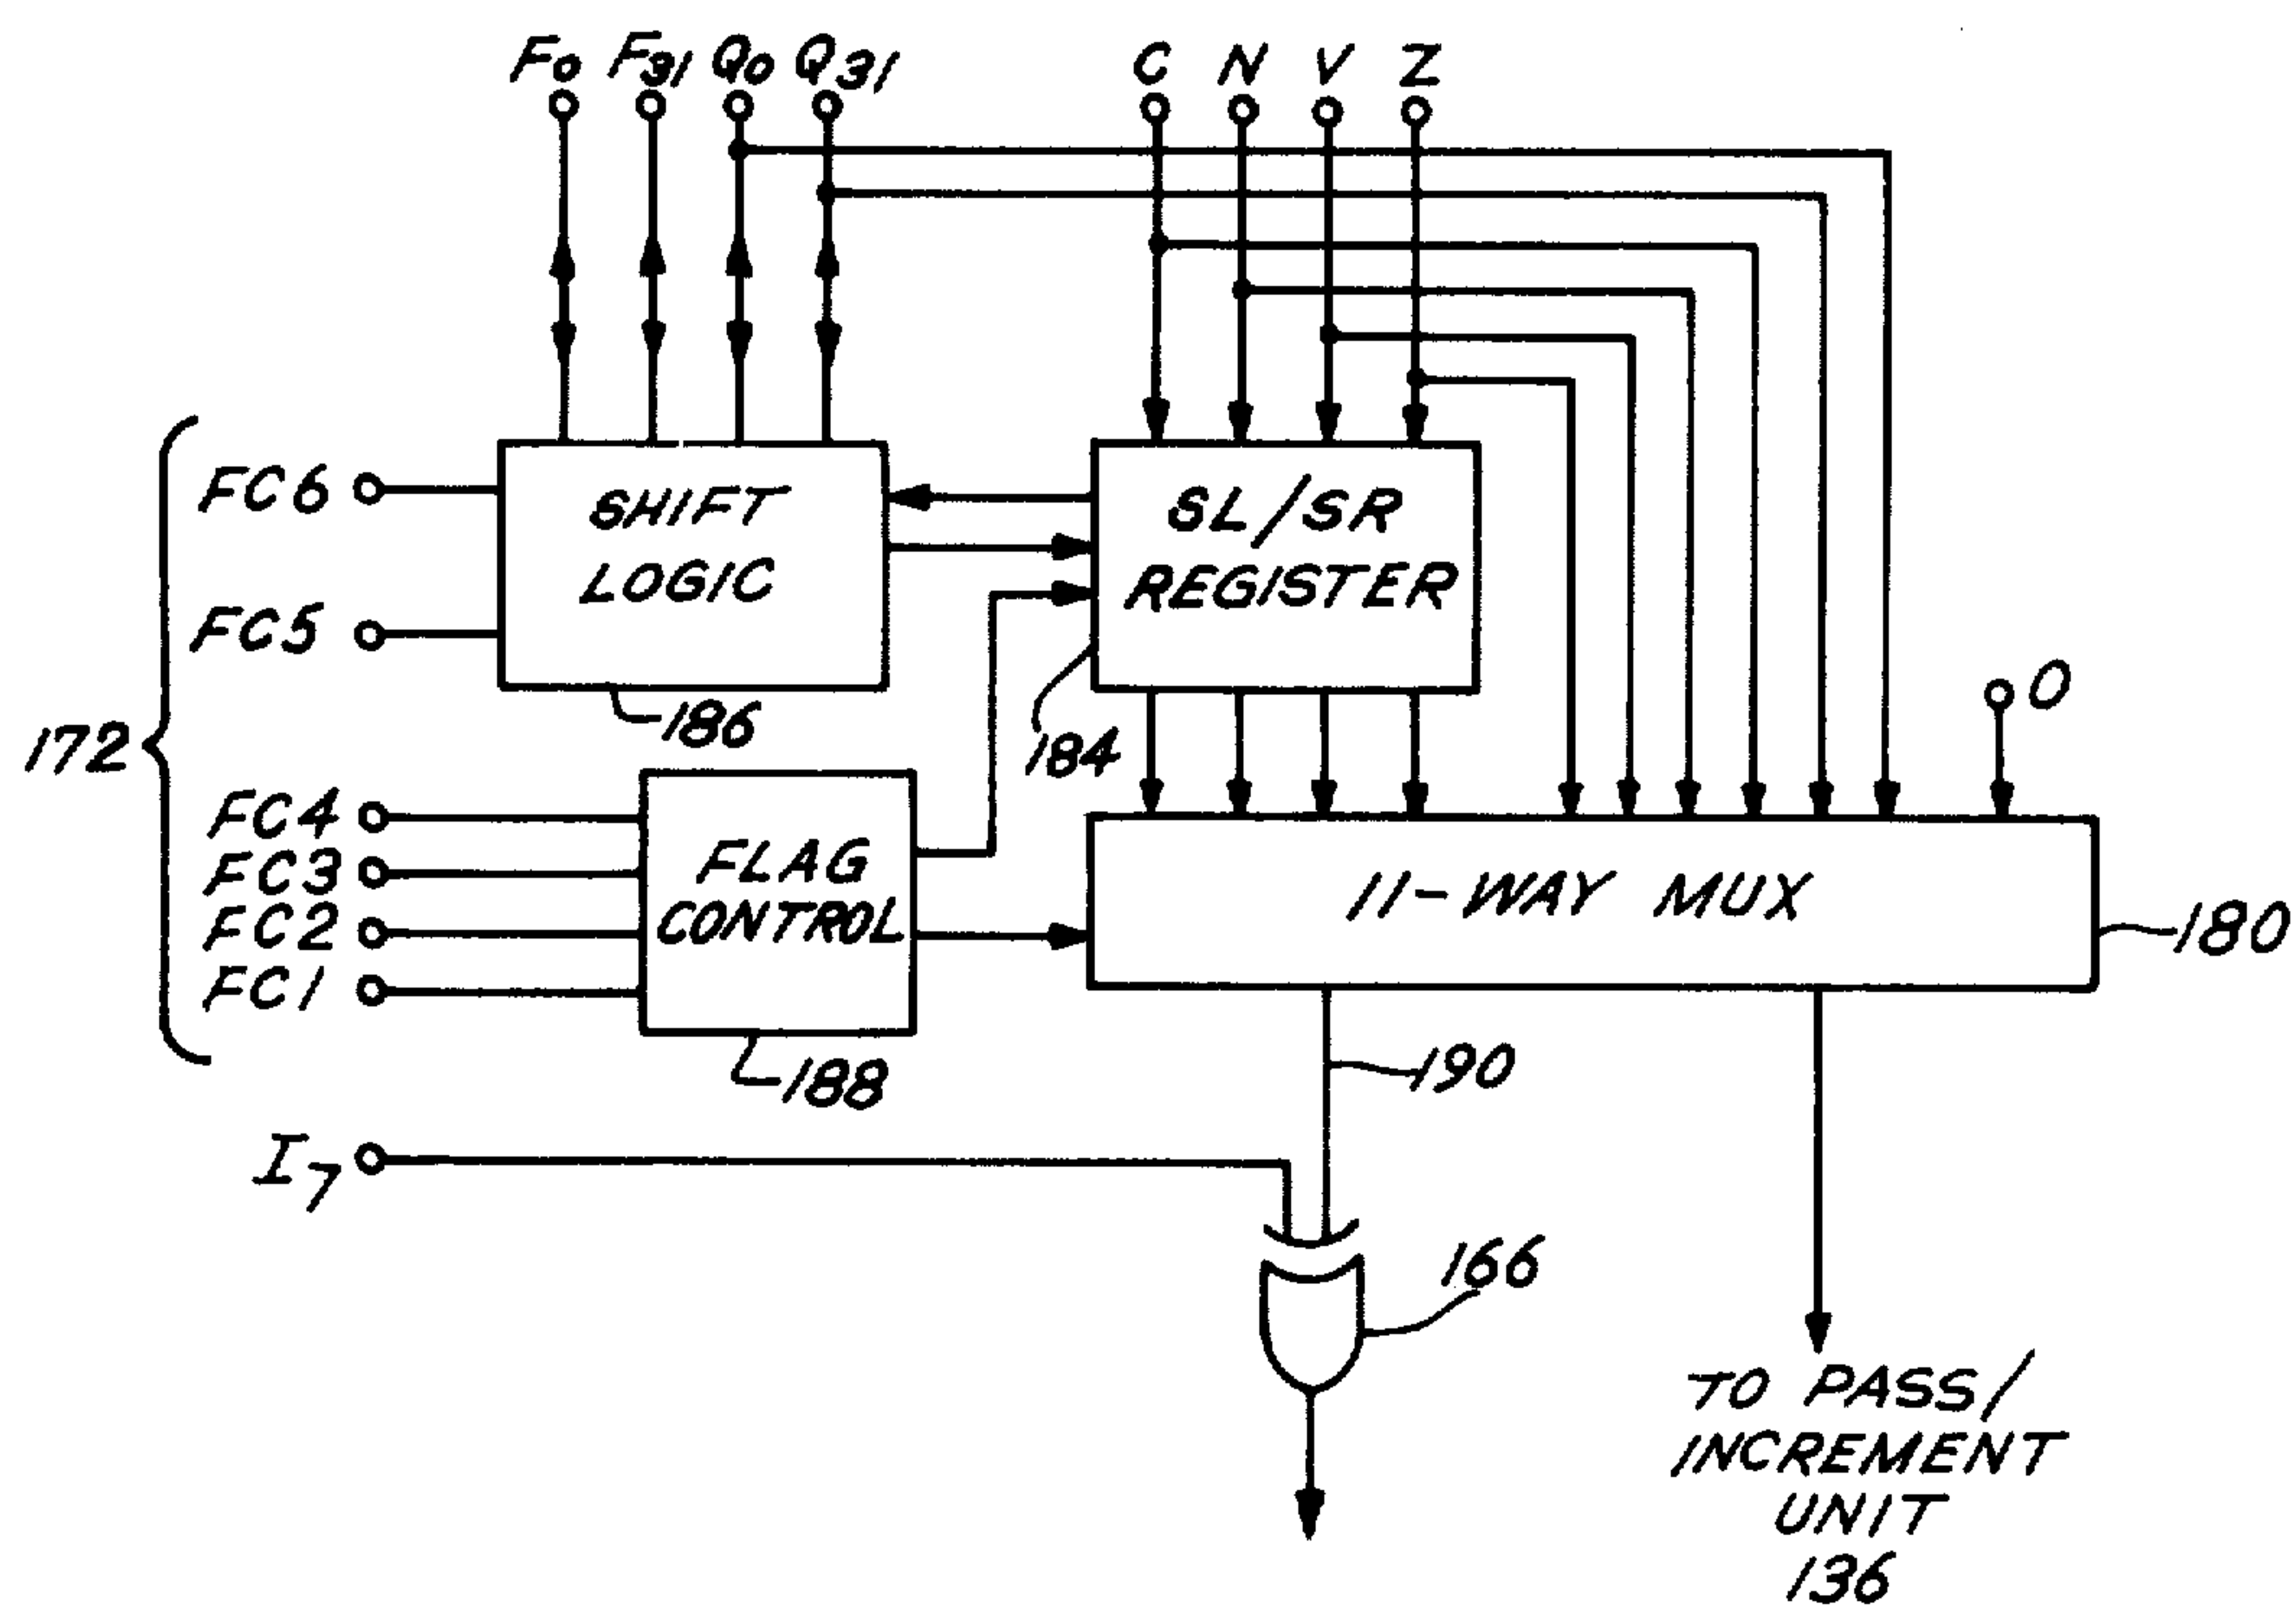 F0 F31 Q0 Q31 C N V Z
FC6
SHIFT
LOGIC
SL/SR
REGISTER
FC5
186
184
0
172
FC4
FC3
FC2
FC1
FLAG
CONTROL
11-WAY MUX
180
188
190
I7
166
TO PASS/
INCREMENT
UNIT
136